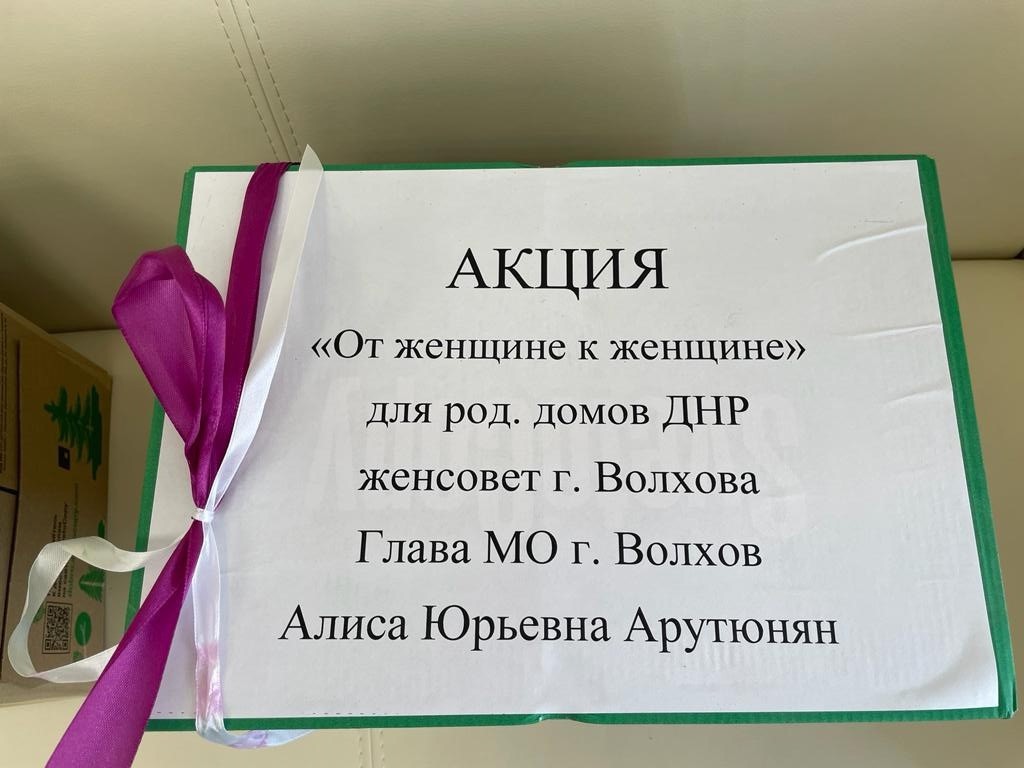 АКЦИЯ
«От женщине к женщине»
для род. домов ДНР
женсовет г. Волхова
Глава МО г. Волхов
Алиса Юрьевна Арутюнян